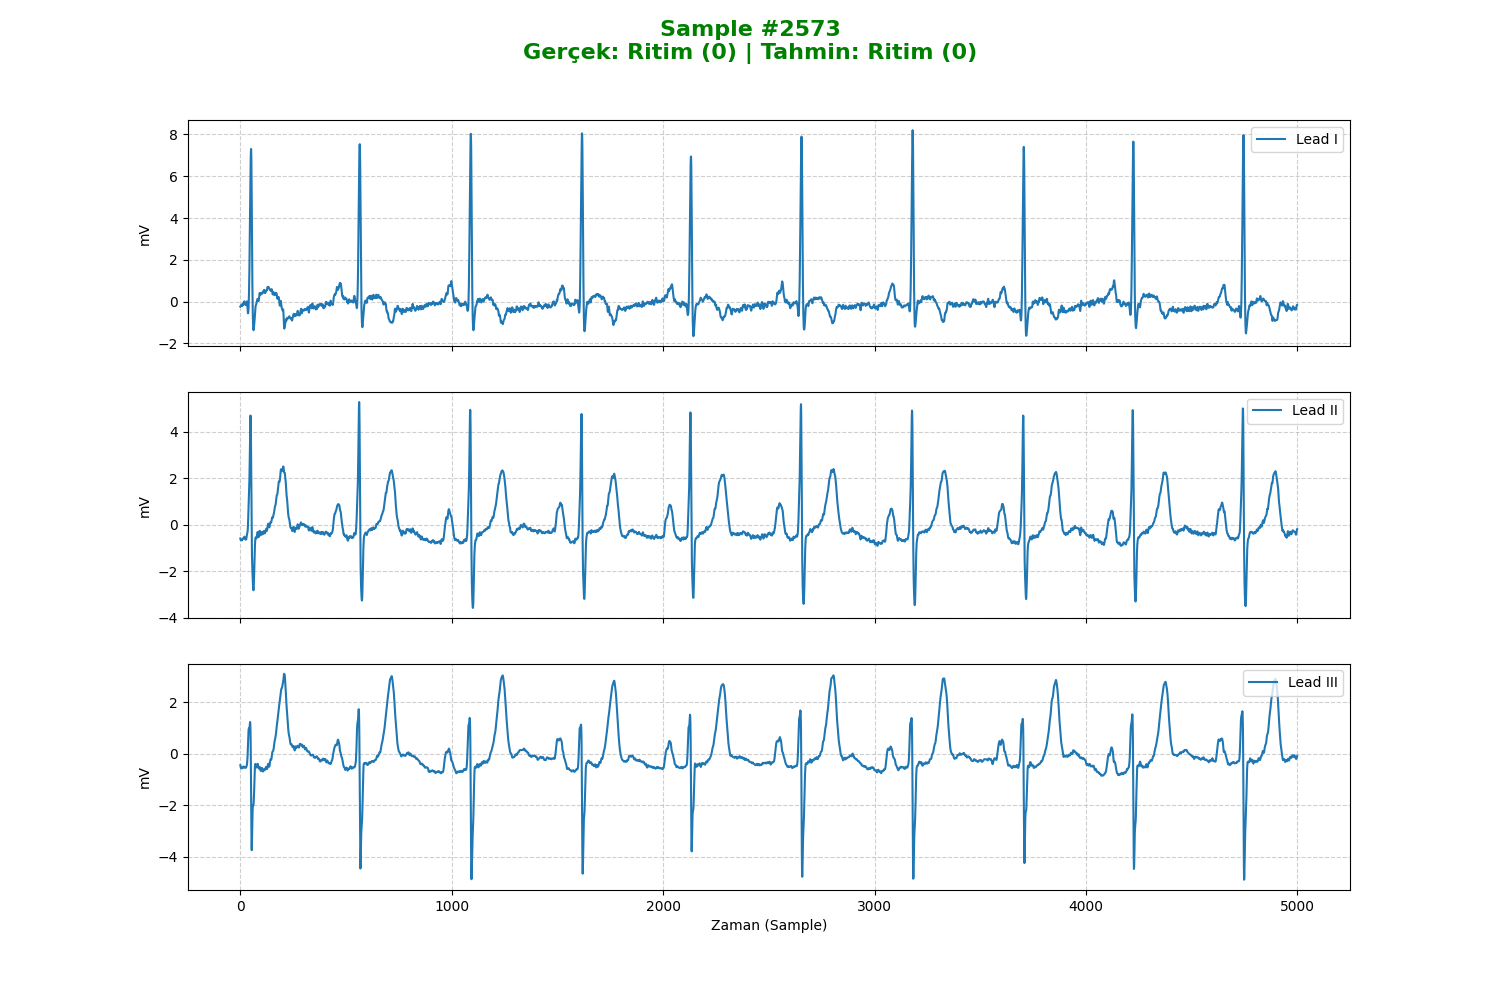 Sample #2573
Gerçek: Ritim (0) | Tahmin: Ritim (0)
8
6
4
2
0
−2
mV
Lead I
4
2
0
−2
−4
mV
Lead II
2
0
−2
−4
mV
Lead III
0 1000 2000 3000 4000 5000
Zaman (Sample)